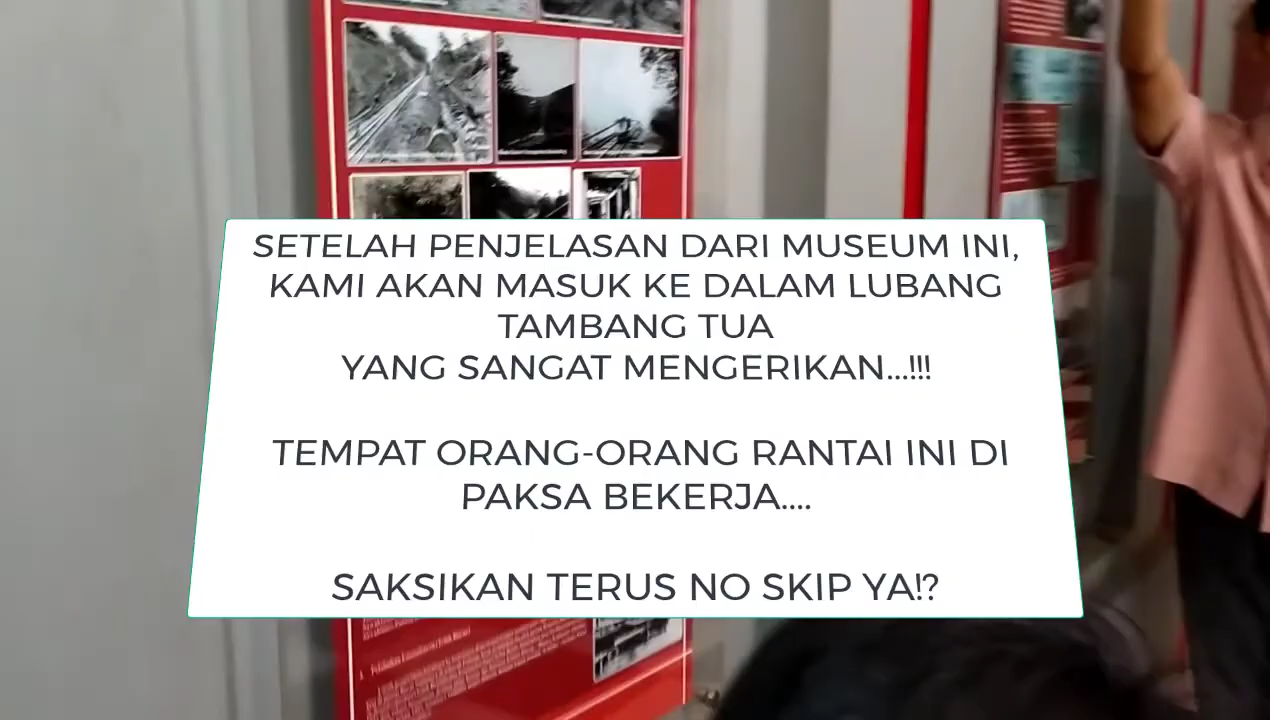 SETELAH PENJELASAN DARI MUSEUM INI,
KAMI AKAN MASUK KE DALAM LUBANG
TAMBANG TUA
YANG SANGAT MENGERIKAN...!!!
TEMPAT ORANG-ORANG RANTAI INI DI
PAKSA BEKERJA....
SAKSIKAN TERUS NO SKIP YA!?